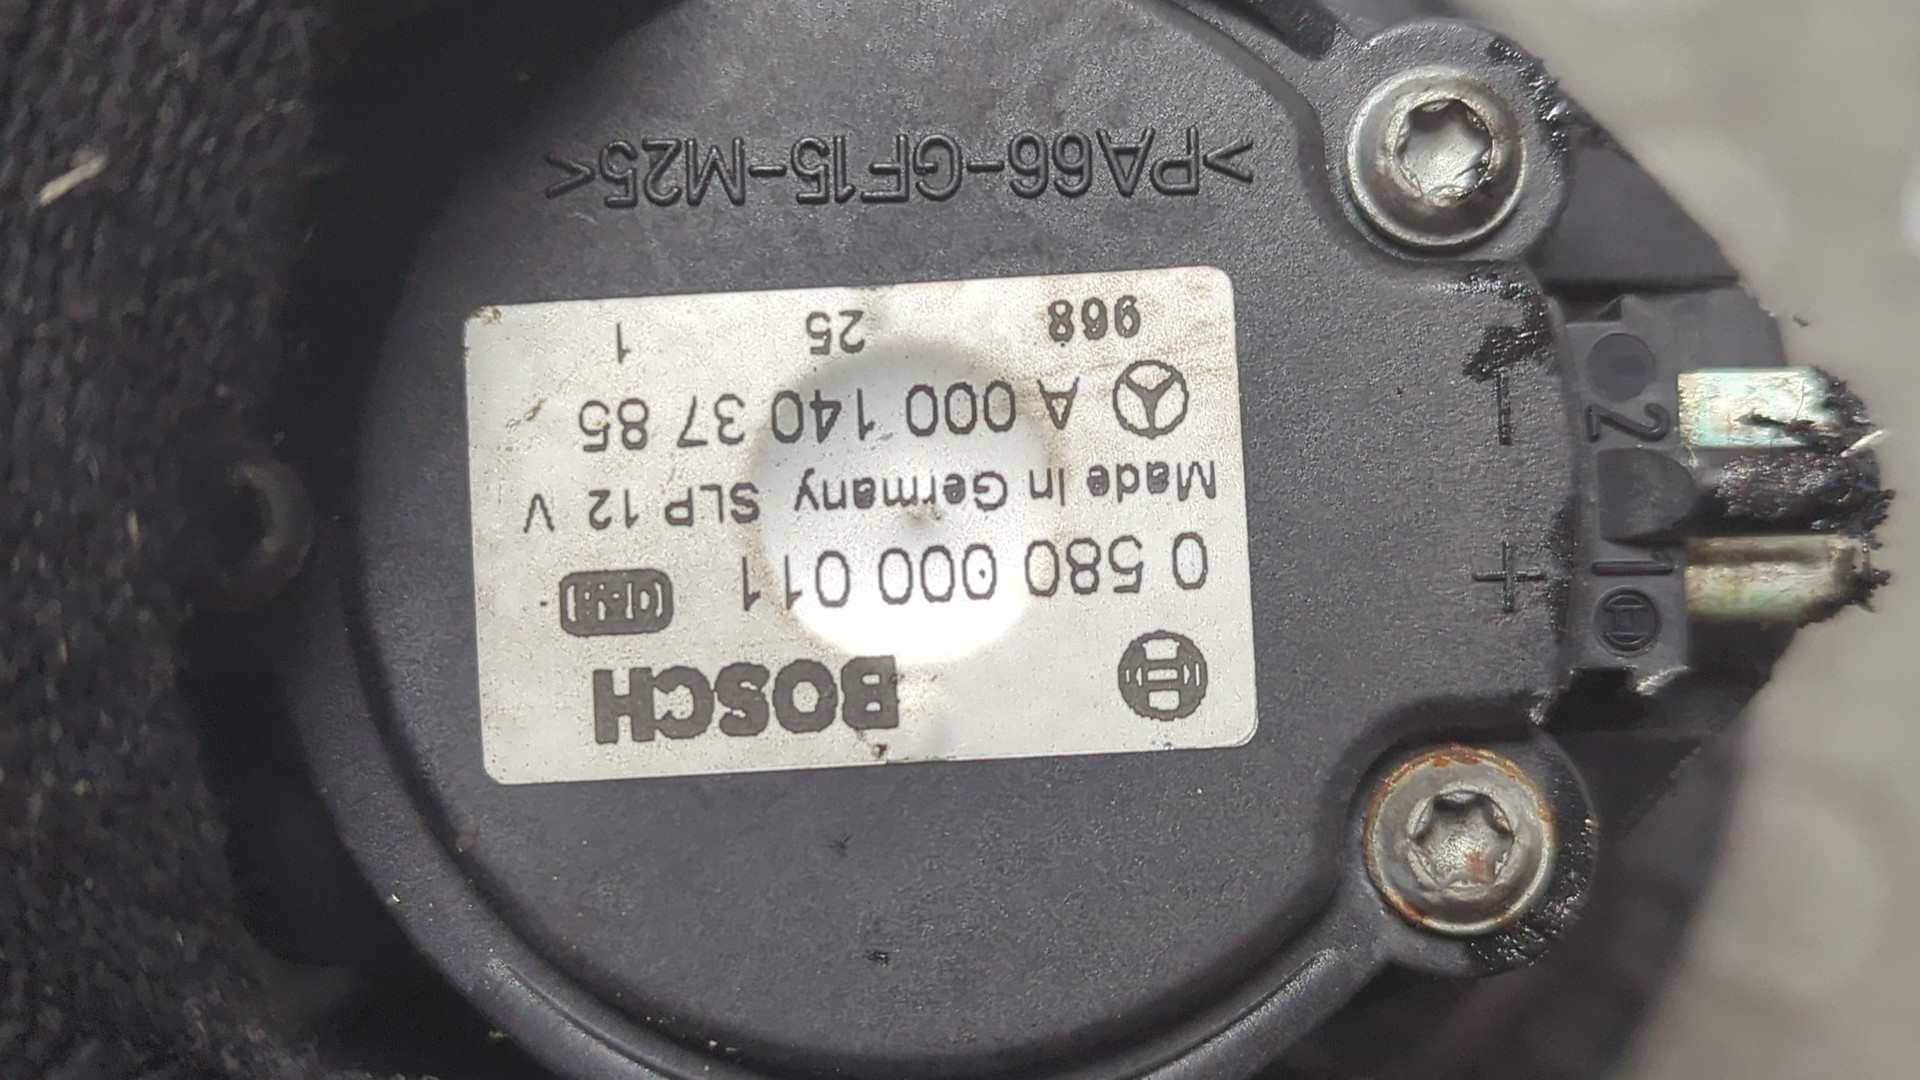 BOSCH
0 580 000 011
Made In Germany SLP 12 V
A 000 140 37 85
968 25 1
1 +
2 -
>PA66-GF15-M25<